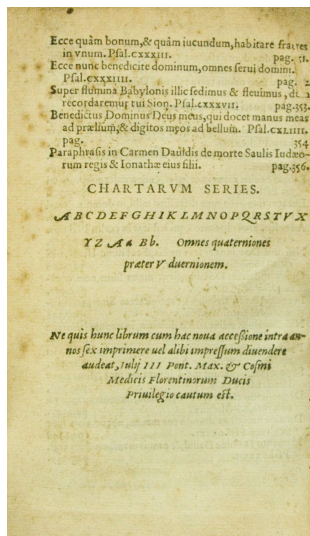 Ecce quàm bonum, & quàm iucundum, habitare fratres
in vnum. Psal. CXXXIII. pag. 351.
Ecce nunc benedicite dominum, omnes serui domini.
Psal. CXXXIIII. pag.
Super flumina Babylonis illic sedimus & fleuimus, dū
recordaremur tui Sion. Psal. CXXXVII. pag. 353.
Benedictus Dominus Deus meus, qui docet manus meas
ad prælium, & digitos meos ad bellum. Psal. CXLIIII.
pag. 354
Paraphrasis in Carmen Dauidis de morte Saulis Iudæo-
rum regis & Ionathæ eius filii. pag. 356.
CHARTARVM SERIES.
A B C D E F G H I K L M N O P Q R S T V X
Y Z Aa Bb. Omnes quaterniones
præter V duernionem.
Ne quis hunc librum cum hac noua accessione intra an-
nos sex imprimere uel alibi impressum diuendere
audeat, Iulij III Pont. Max. & Cosmi
Medicis Florentinorum Ducis
Priuilegio cautum est.